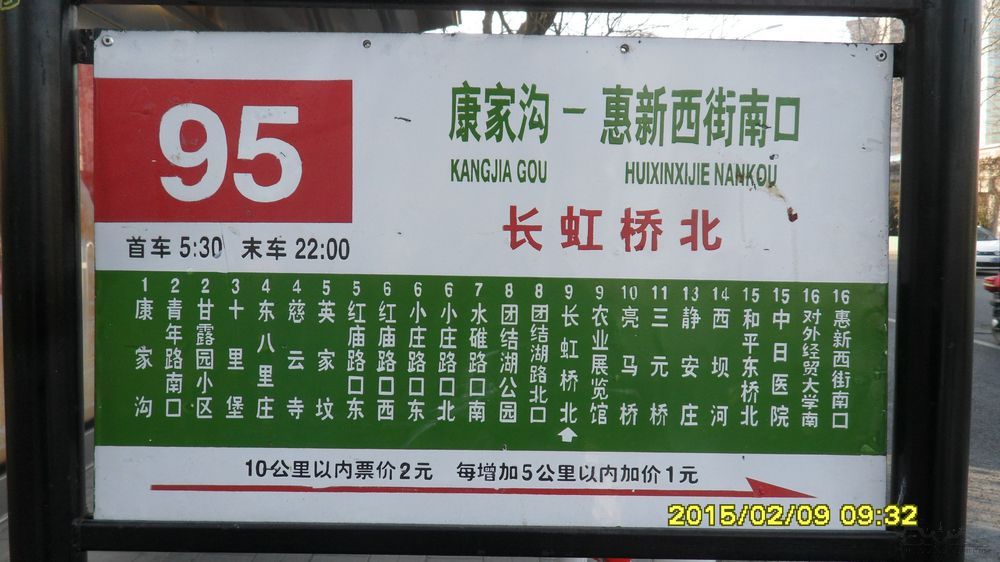 95
康家沟 — 惠新西街南口
KANGJIA GOU HUIXINXIJIE NANKOU
长虹桥北
首车 5:30 末车 22:00
1 康家沟
2 青年路南口
2 甘露园小区
3 十里堡
4 东八里庄
4 慈云寺
5 英家坟
5 红庙路口东
6 红庙路口西
6 小庄路口东
6 小庄路口北
7 水碓路口南
8 团结湖公园
8 团结湖路北口
9 长虹桥北
9 农业展览馆
10 亮马桥
11 三元桥
13 静安庄
14 西坝河
15 和平东桥北
15 中日医院
16 对外经贸大学南
16 惠新西街南口
10公里以内票价2元 每增加5公里以内加价1元
2015/02/09 09:32